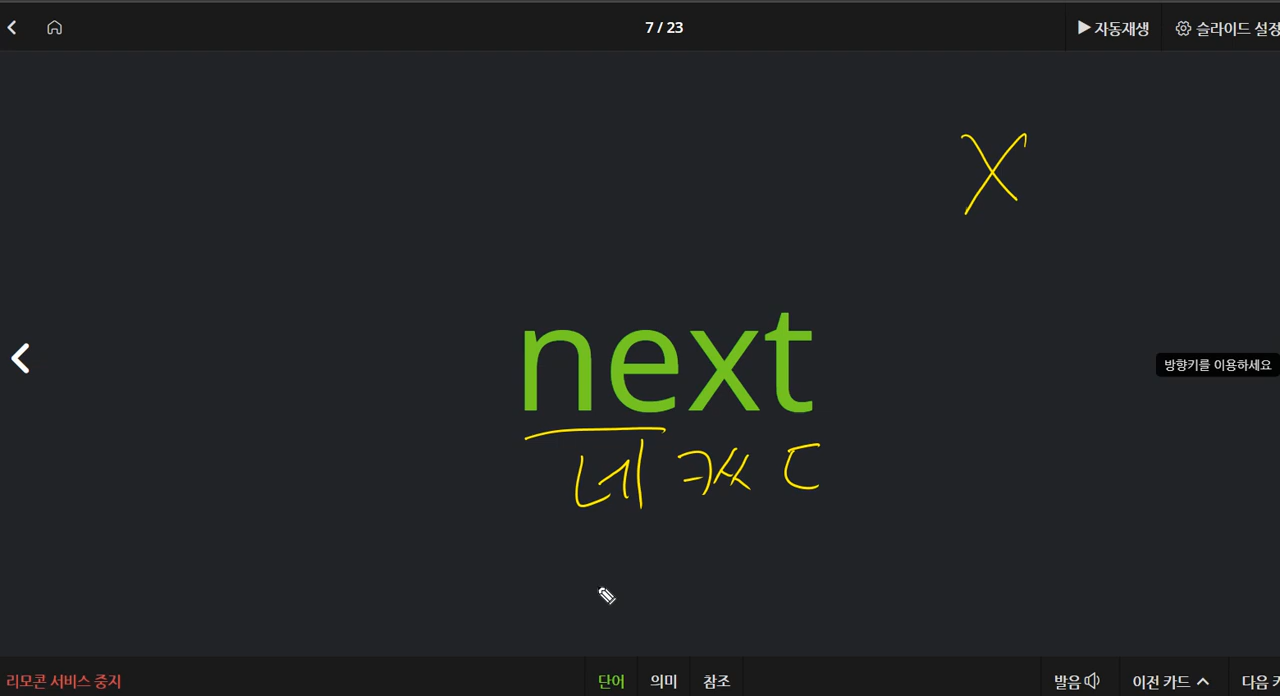 7 / 23
자동재생
슬라이드 설정
X
next
네 ㅋㅆ ㄷ
방향키를 이용하세요
리모콘 서비스 중지
단어
의미
참조
발음
이전 카드
다음